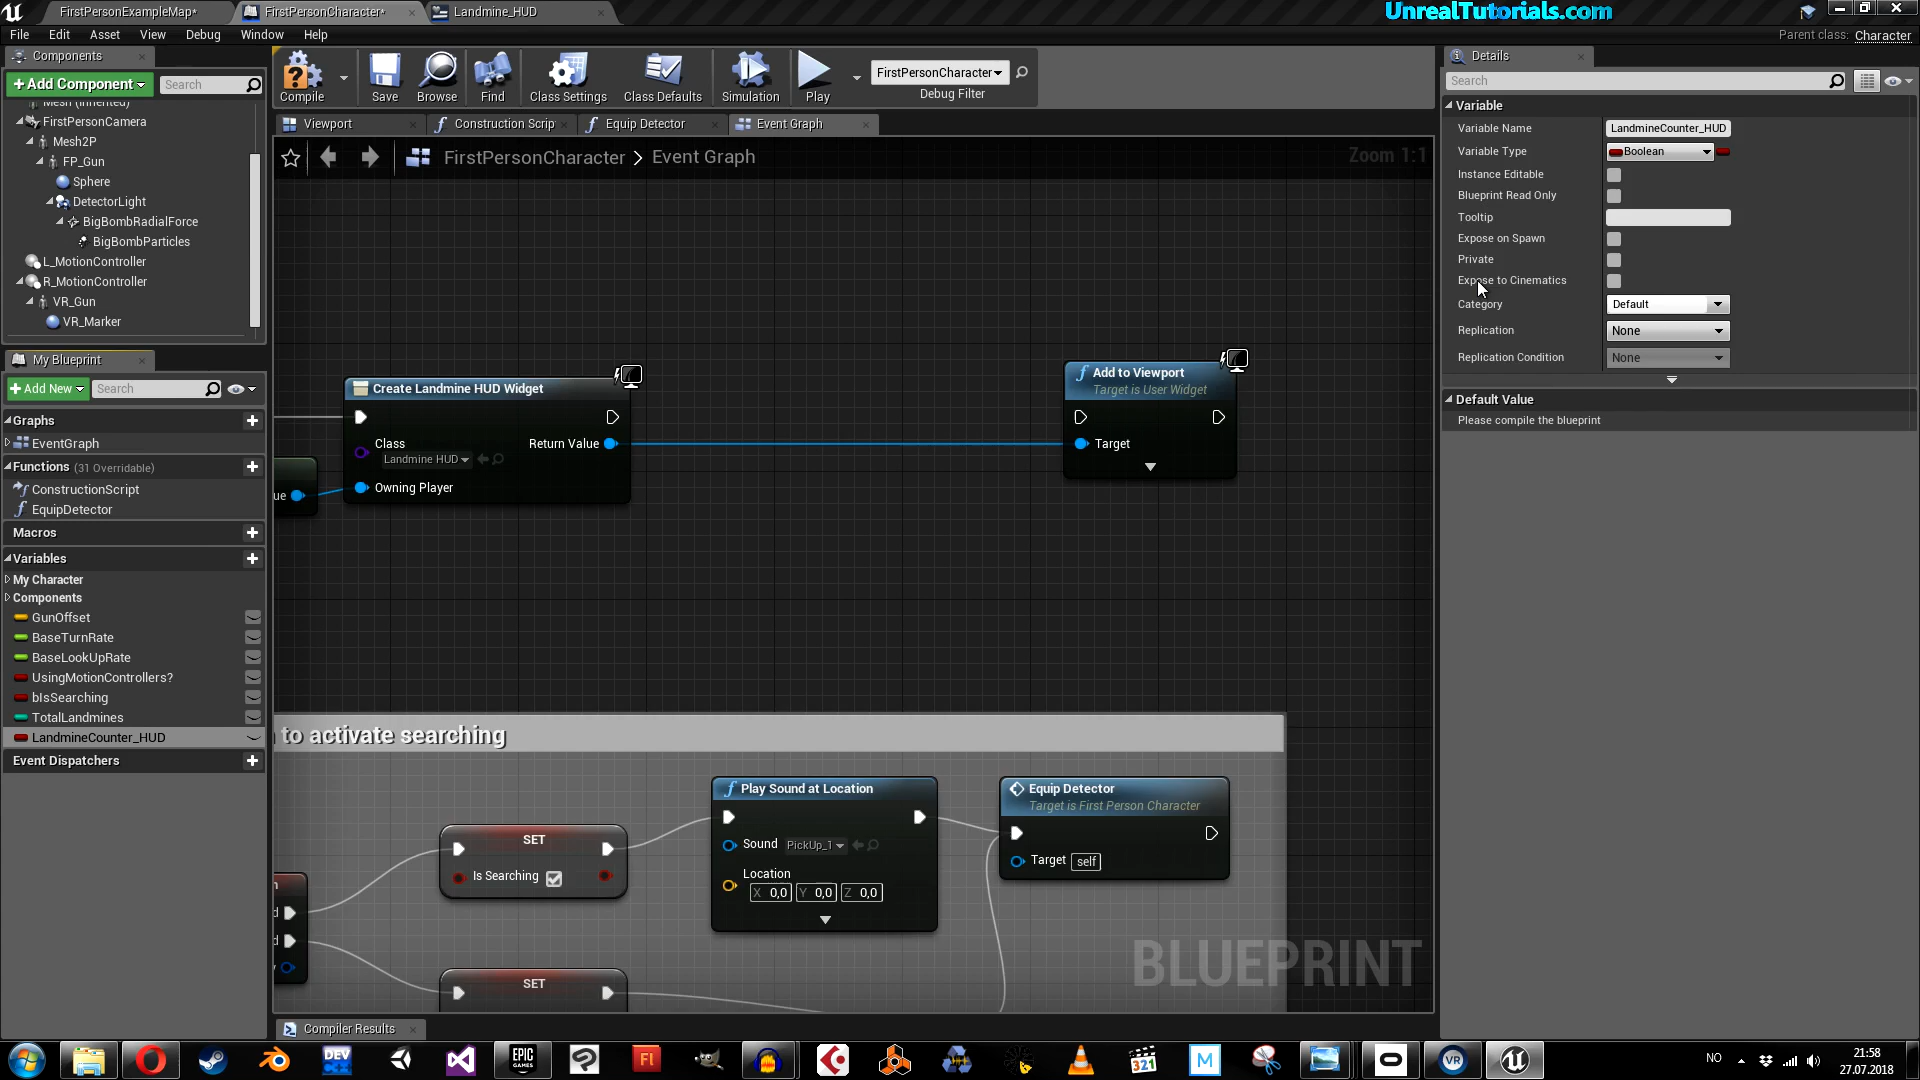 FirstPersonExampleMap*
FirstPersonCharacter*
Landmine_HUD
UnrealTutorials.com
File Edit Asset View Debug Window Help
Parent class: Character
Components
+Add Component
Search
Mesh (Inherited)
FirstPersonCamera
Mesh2P
FP_Gun
Sphere
DetectorLight
BigBombRadialForce
BigBombParticles
L_MotionController
R_MotionController
VR_Gun
VR_Marker
My Blueprint
+Add New
Search
Graphs
EventGraph
Functions (31 Overridable)
ConstructionScript
EquipDetector
Macros
Variables
My Character
Components
GunOffset
BaseTurnRate
BaseLookUpRate
UsingMotionControllers?
bIsSearching
TotalLandmines
LandmineCounter_HUD
Event Dispatchers
Compile
Save
Browse
Find
Class Settings
Class Defaults
Simulation
Play
FirstPersonCharacter
Debug Filter
Viewport
Construction Scrip
Equip Detector
Event Graph
FirstPersonCharacter > Event Graph
Zoom 1:1
Create Landmine HUD Widget
Class
Landmine HUD
Return Value
Owning Player
ue
Add to Viewport
Target is User Widget
Target
to activate searching
SET
Is Searching
Play Sound at Location
Sound PickUp_1
Location
X 0,0 Y 0,0 Z 0,0
Equip Detector
Target is First Person Character
Target self
SET
BLUEPRINT
Compiler Results
Details
Search
Variable
Variable Name LandmineCounter_HUD
Variable Type Boolean
Instance Editable
Blueprint Read Only
Tooltip
Expose on Spawn
Private
Expose to Cinematics
Category Default
Replication None
Replication Condition None
Default Value
Please compile the blueprint
DEV
EPIC GAMES
Fl
321
M
VR
NO
21:58
27.07.2018